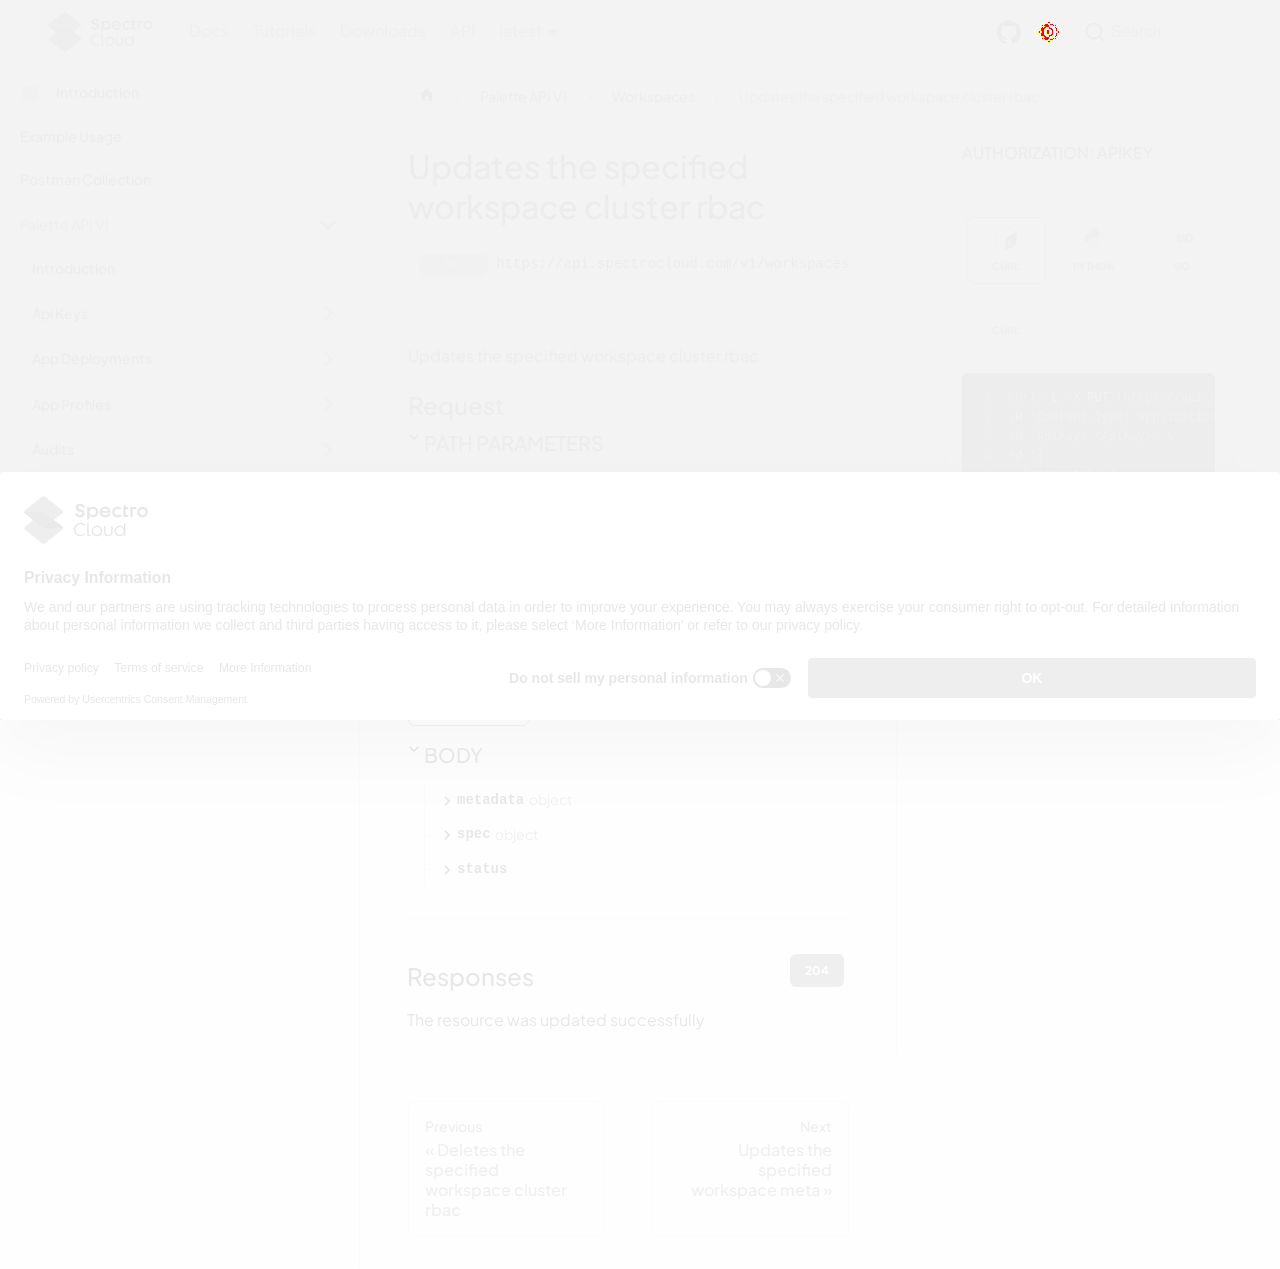 Spectro Cloud
Docs Tutorials Downloads API latest Search
Introduction
Example Usage
Postman Collection
Palette API V1
Introduction
Api Keys
App Deployments
App Profiles
Audits
Palette API V1 Workspaces Updates the specified workspace cluster rbac
Updates the specified
workspace cluster rbac
https://api.spectrocloud.com/v1/workspaces
Updates the specified workspace cluster rbac
Request
PATH PARAMETERS
AUTHORIZATION: APIKEY
CURL PYTHON GO
CURL
Spectro
Cloud
Privacy Information
We and our partners are using tracking technologies to process personal data in order to improve your experience. You may always exercise your consumer right to opt-out. For detailed information
about personal information we collect and third parties having access to it, please select ‘More Information’ or refer to our privacy policy.
Privacy policy Terms of service More Information
Powered by Usercentrics Consent Management
Do not sell my personal information
OK
BODY
metadata object
spec object
status
Responses
204
The resource was updated successfully
Previous
« Deletes the
specified
workspace cluster
rbac
Next
Updates the
specified
workspace meta »